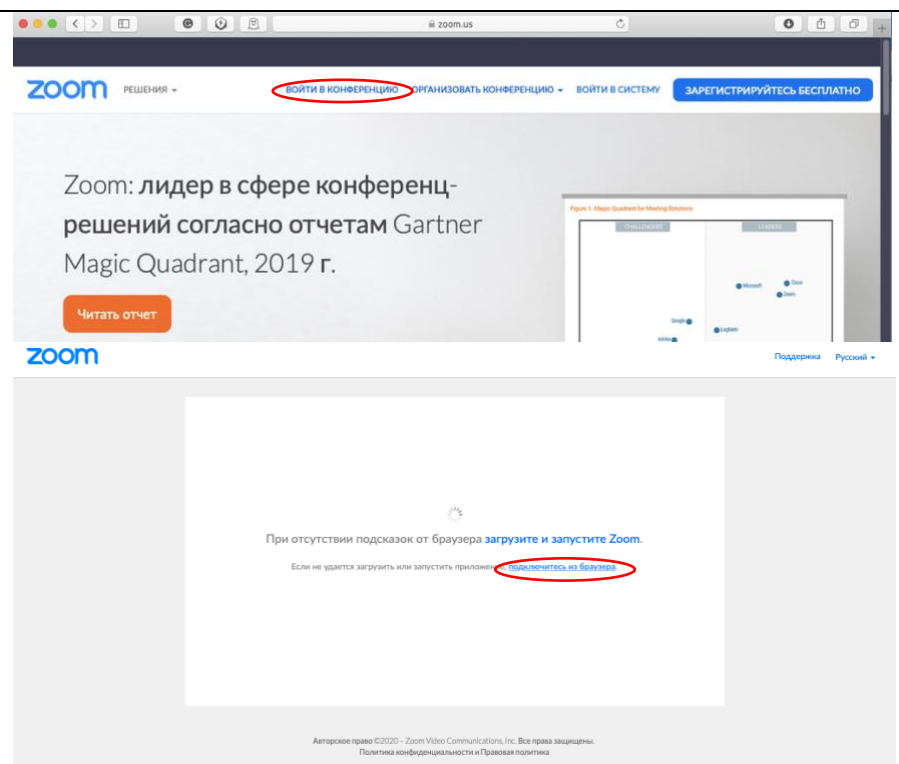 zoom.us
zoom РЕШЕНИЯ ВОЙТИ В КОНФЕРЕНЦИЮ ОРГАНИЗОВАТЬ КОНФЕРЕНЦИЮ ВОЙТИ В СИСТЕМУ ЗАРЕГИСТРИРУЙТЕСЬ БЕСПЛАТНО
Zoom: лидер в сфере конференц-
решений согласно отчетам Gartner
Magic Quadrant, 2019 г.
Читать отчет
Figure 1. Magic Quadrant for Meeting Solutions
CHALLENGERS LEADERS
Microsoft Cisco
Zoom
Google LogMeIn
zoom Поддержка Русский
При отсутствии подсказок от браузера загрузите и запустите Zoom.
Если не удается загрузить или запустить приложение, подключитесь из браузера.
Авторское право ©2020 - Zoom Video Communications, Inc. Все права защищены.
Политика конфиденциальности и Правовая политика